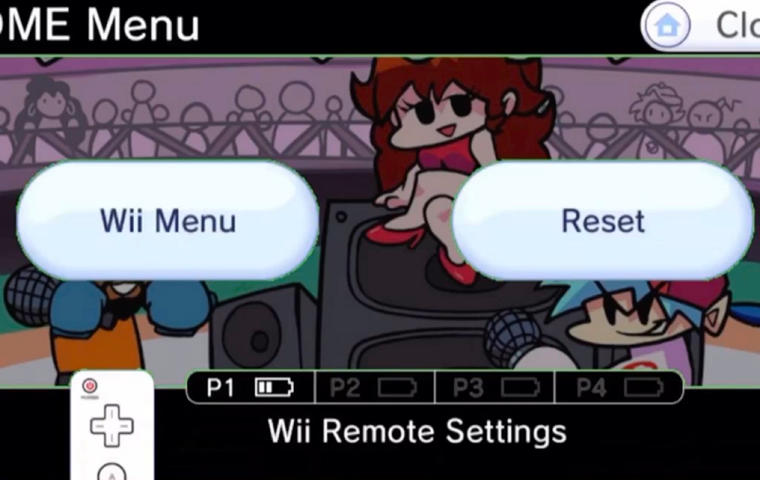 OME Menu
Clo
Wii Menu
Reset
P1
P2
P3
P4
Wii Remote Settings
A